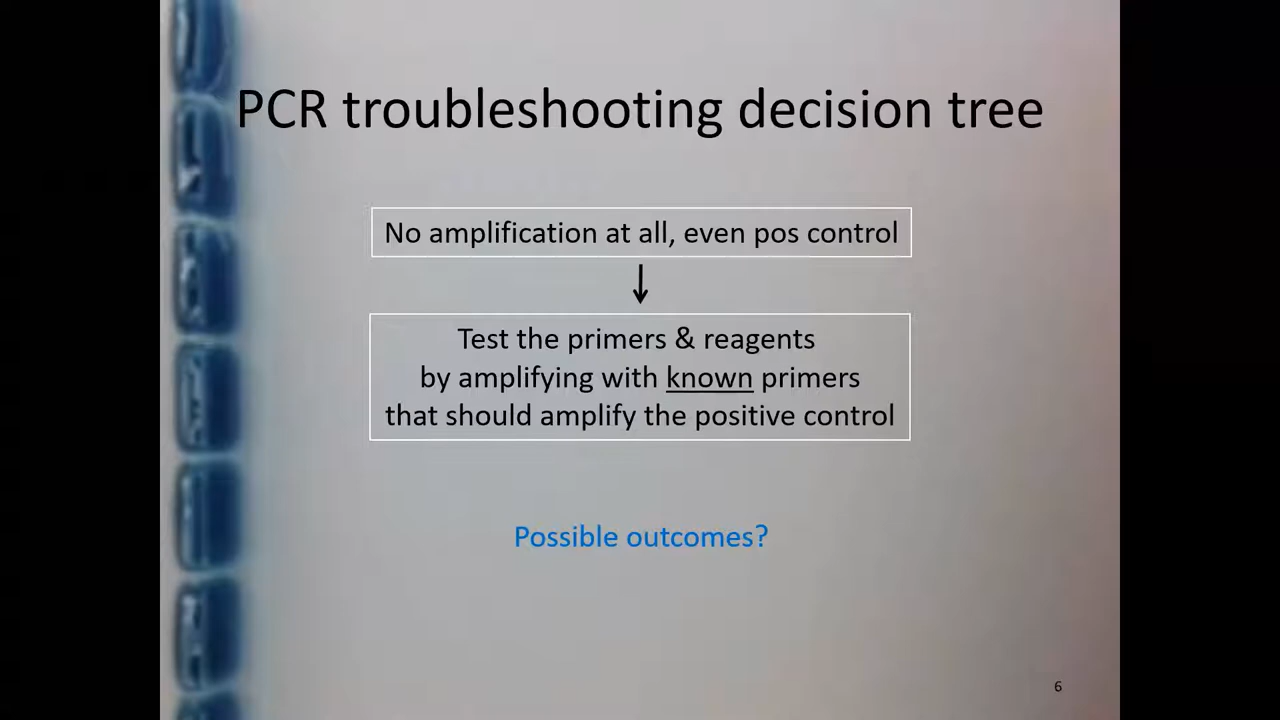 PCR troubleshooting decision tree
No amplification at all, even pos control
Test the primers & reagents
by amplifying with known primers
that should amplify the positive control
Possible outcomes?
6